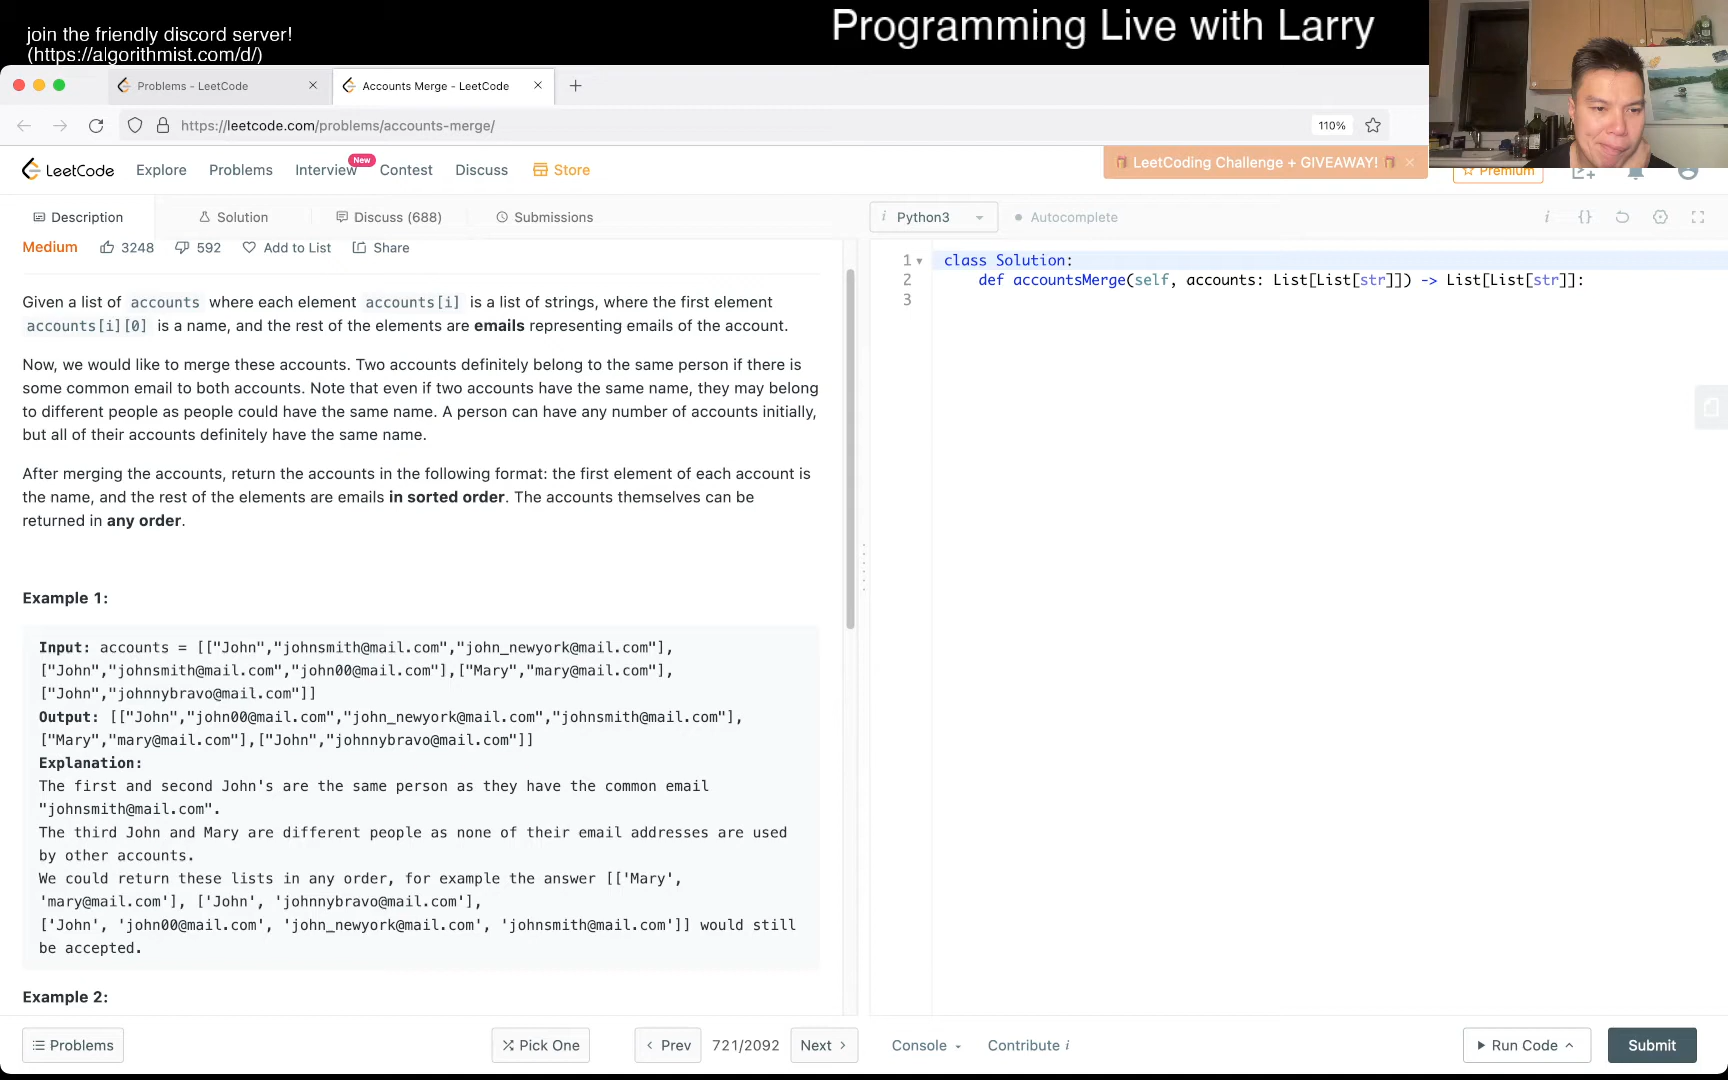 join the friendly discord server!
(https://algorithmist.com/d/)
Programming Live with Larry
Problems - LeetCode
Accounts Merge - LeetCode
https://leetcode.com/problems/accounts-merge/
110%
LeetCode
Explore
Problems
Interview
New
Contest
Discuss
Store
LeetCoding Challenge + GIVEAWAY!
Premium
Description
Solution
Discuss (688)
Submissions
i Python3
Autocomplete
i {}
Medium 3248 592 Add to List Share
Given a list of accounts where each element accounts[i] is a list of strings, where the first element
accounts[i][0] is a name, and the rest of the elements are emails representing emails of the account.
Now, we would like to merge these accounts. Two accounts definitely belong to the same person if there is
some common email to both accounts. Note that even if two accounts have the same name, they may belong
to different people as people could have the same name. A person can have any number of accounts initially,
but all of their accounts definitely have the same name.
After merging the accounts, return the accounts in the following format: the first element of each account is
the name, and the rest of the elements are emails in sorted order. The accounts themselves can be
returned in any order.
Example 1:
Input: accounts = [["John","johnsmith@mail.com","john_newyork@mail.com"],
["John","johnsmith@mail.com","john00@mail.com"],["Mary","mary@mail.com"],
["John","johnnybravo@mail.com"]]
Output: [["John","john00@mail.com","john_newyork@mail.com","johnsmith@mail.com"],
["Mary","mary@mail.com"],["John","johnnybravo@mail.com"]]
Explanation:
The first and second John's are the same person as they have the common email
"johnsmith@mail.com".
The third John and Mary are different people as none of their email addresses are used
by other accounts.
We could return these lists in any order, for example the answer [['Mary',
'mary@mail.com'], ['John', 'johnnybravo@mail.com'],
['John', 'john00@mail.com', 'john_newyork@mail.com', 'johnsmith@mail.com']] would still
be accepted.
Example 2:
1 class Solution:
2 def accountsMerge(self, accounts: List[List[str]]) -> List[List[str]]:
3
Problems
Pick One
Prev
721/2092
Next
Console
Contribute i
Run Code
Submit